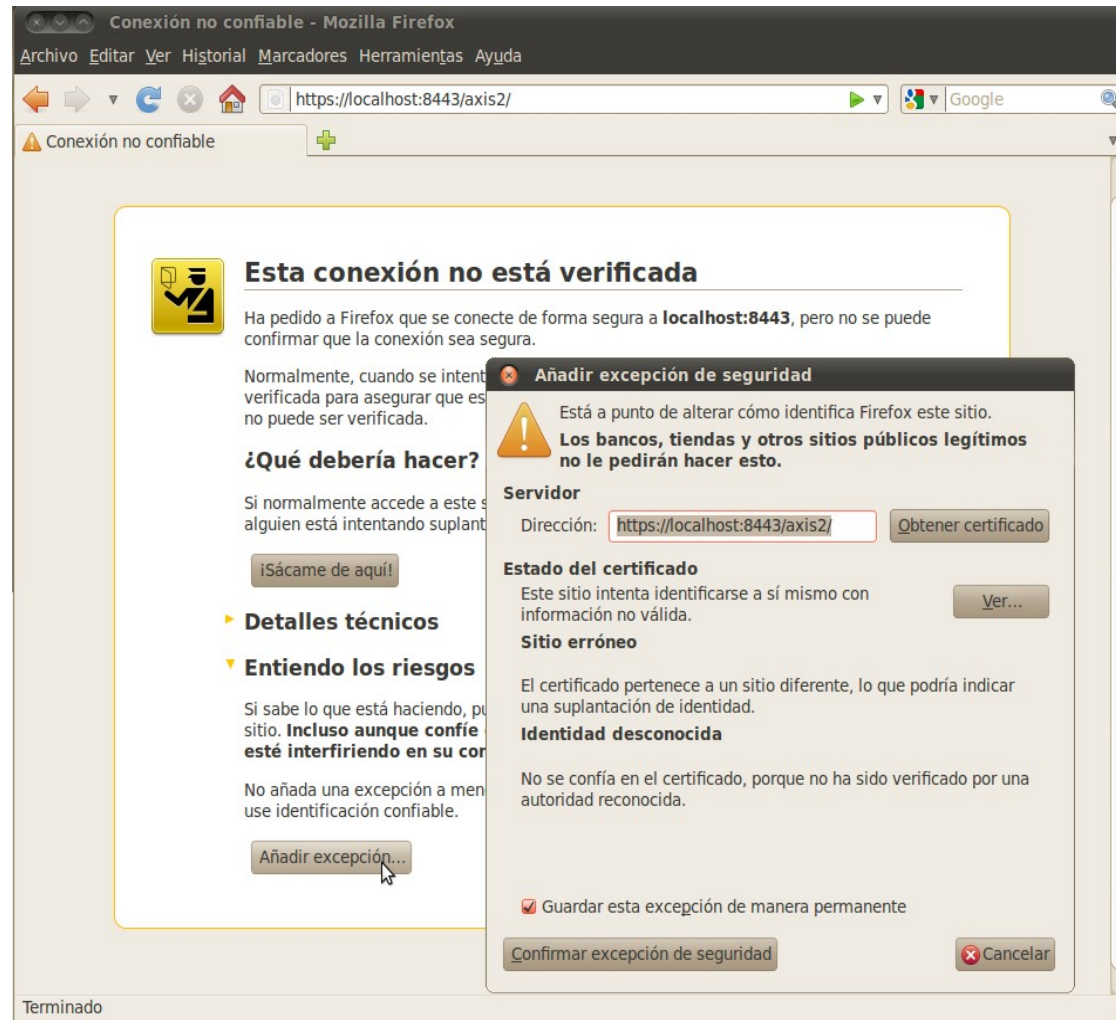 Conexión no confiable - Mozilla Firefox
Archivo Editar Ver Historial Marcadores Herramientas Ayuda
https://localhost:8443/axis2/
Google
Conexión no confiable
Esta conexión no está verificada
Ha pedido a Firefox que se conecte de forma segura a localhost:8443, pero no se puede
confirmar que la conexión sea segura.
Normalmente, cuando se intent
verificada para asegurar que es
no puede ser verificada.
¿Qué debería hacer?
Si normalmente accede a este s
alguien está intentando suplant
¡Sácame de aquí!
Detalles técnicos
Entiendo los riesgos
Si sabe lo que está haciendo, pu
sitio. Incluso aunque confíe
esté interfiriendo en su cor
No añada una excepción a men
use identificación confiable.
Añadir excepción...
Añadir excepción de seguridad
Está a punto de alterar cómo identifica Firefox este sitio.
Los bancos, tiendas y otros sitios públicos legítimos
no le pedirán hacer esto.
Servidor
Dirección: https://localhost:8443/axis2/ Obtener certificado
Estado del certificado
Este sitio intenta identificarse a sí mismo con
información no válida.
Ver...
Sitio erróneo
El certificado pertenece a un sitio diferente, lo que podría indicar
una suplantación de identidad.
Identidad desconocida
No se confía en el certificado, porque no ha sido verificado por una
autoridad reconocida.
Guardar esta excepción de manera permanente
Confirmar excepción de seguridad
Cancelar
Terminado